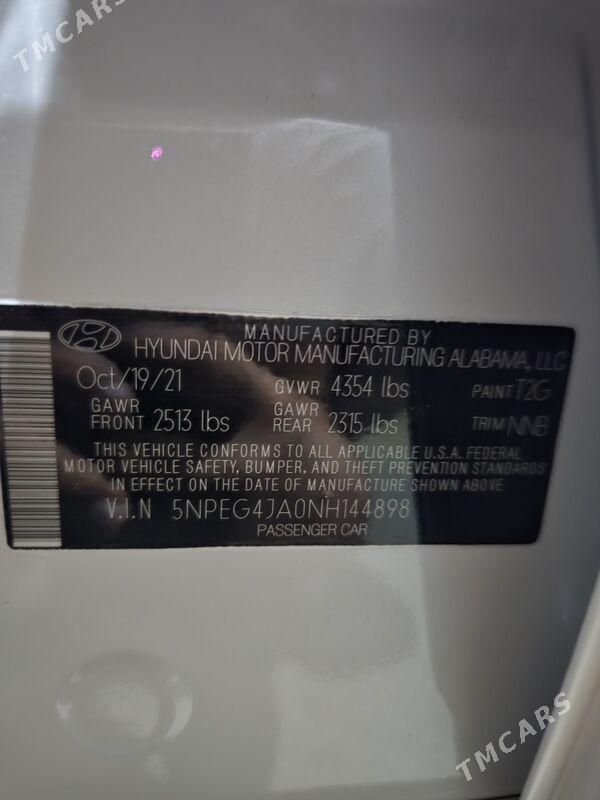 TMCARS
MANUFACTURED BY
HYUNDAI MOTOR MANUFACTURING ALABAMA, LLC
Oct/19/21 GVWR 4354 lbs PAINT T2G
GAWR FRONT 2513 lbs GAWR REAR 2315 lbs TRIM NNB
THIS VEHICLE CONFORMS TO ALL APPLICABLE U.S.A. FEDERAL
MOTOR VEHICLE SAFETY, BUMPER, AND THEFT PREVENTION STANDARDS
IN EFFECT ON THE DATE OF MANUFACTURE SHOWN ABOVE
V.I.N 5NPEG4JA0NH144898
PASSENGER CAR
TMCARS